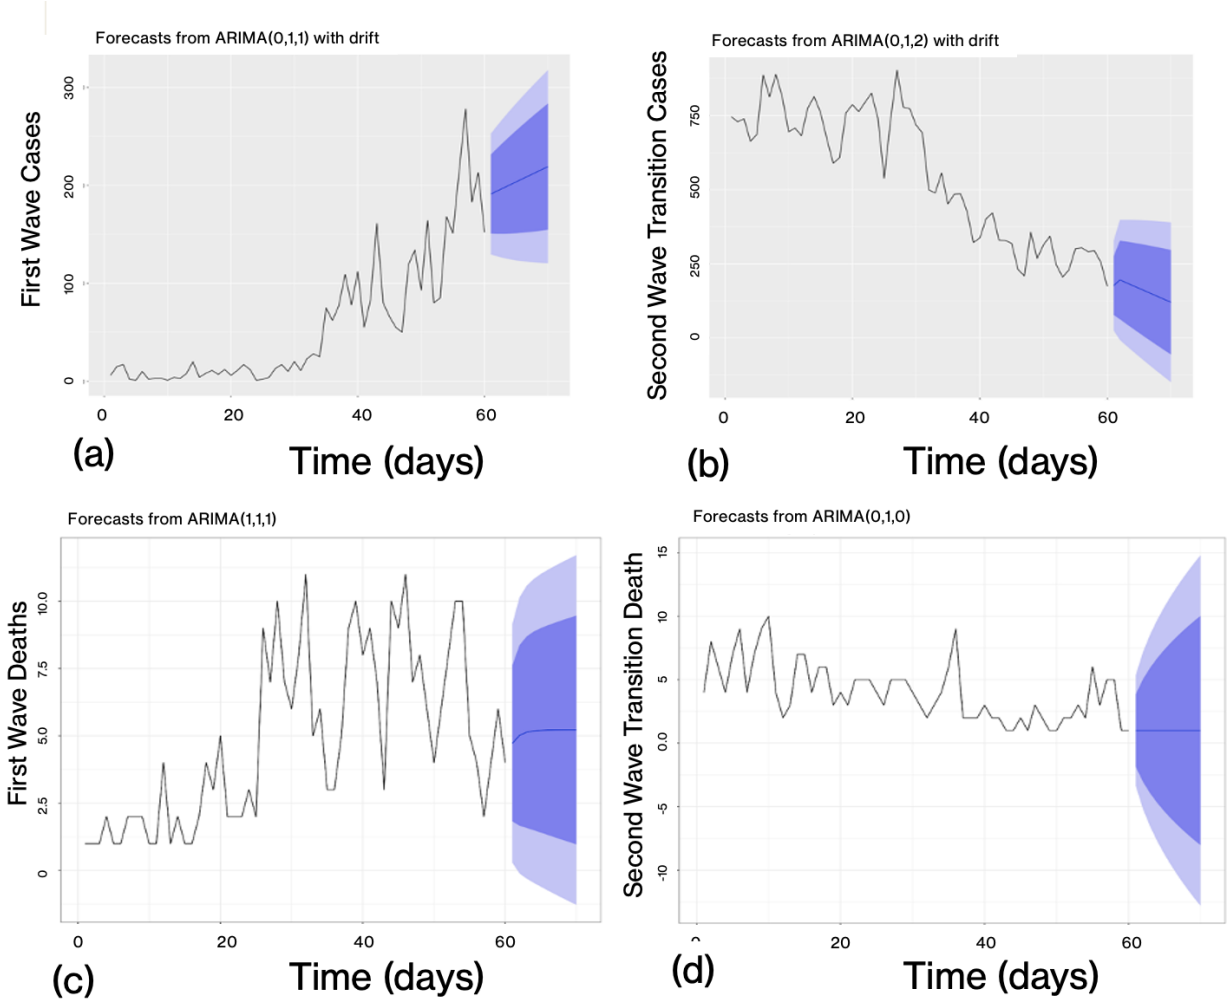 Forecasts from ARIMA(0,1,1) with drift
First Wave Cases
300
200
100
0
0 20 40 60
(a) Time (days)
Forecasts from ARIMA(0,1,2) with drift
Second Wave Transition Cases
750
500
250
0
0 20 40 60
(b) Time (days)
Forecasts from ARIMA(1,1,1)
First Wave Deaths
10.0
7.5
5.0
2.5
0
0 20 40 60
(c) Time (days)
Forecasts from ARIMA(0,1,0)
Second Wave Transition Death
15
10
5
0.0
-5
-10
20 40 60
(d) Time (days)